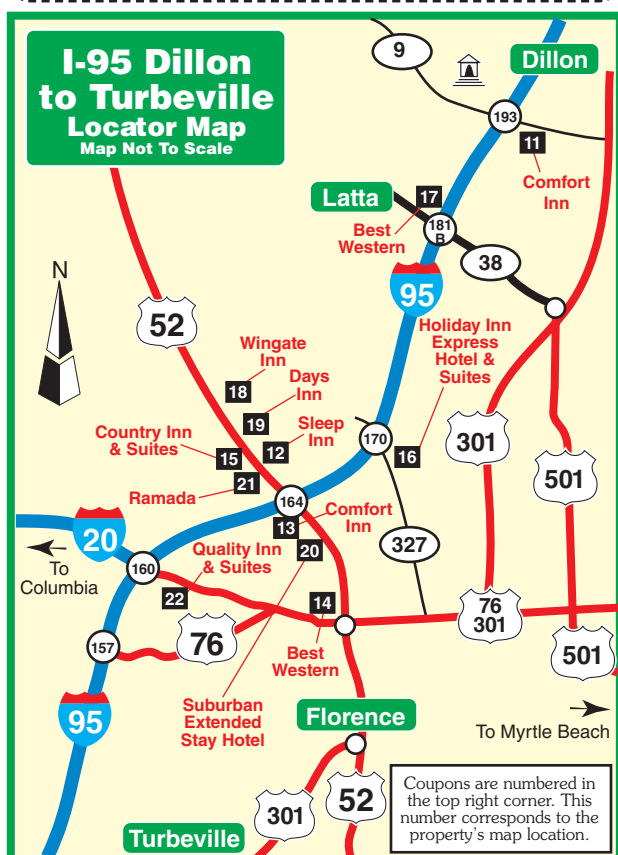 I-95 Dillon
to Turbeville
Locator Map
Map Not To Scale
9
Dillon
193
11
Comfort
Inn
Latta
17
Best
Western
181
B
38
95
N
52
Wingate
Inn
18
Days
Inn
19
Sleep
Inn
12
Country Inn
& Suites
15
Ramada
21
Holiday Inn
Express
Hotel &
Suites
16
170
301
501
164
13
Comfort
Inn
20
327
20
To
Columbia
160
Quality Inn
& Suites
22
14
76
301
157
76
Best
Western
501
Suburban
Extended
Stay Hotel
95
Florence
To Myrtle Beach
301
52
Turbeville
Coupons are numbered in
the top right corner. This
number corresponds to the
property's map location.